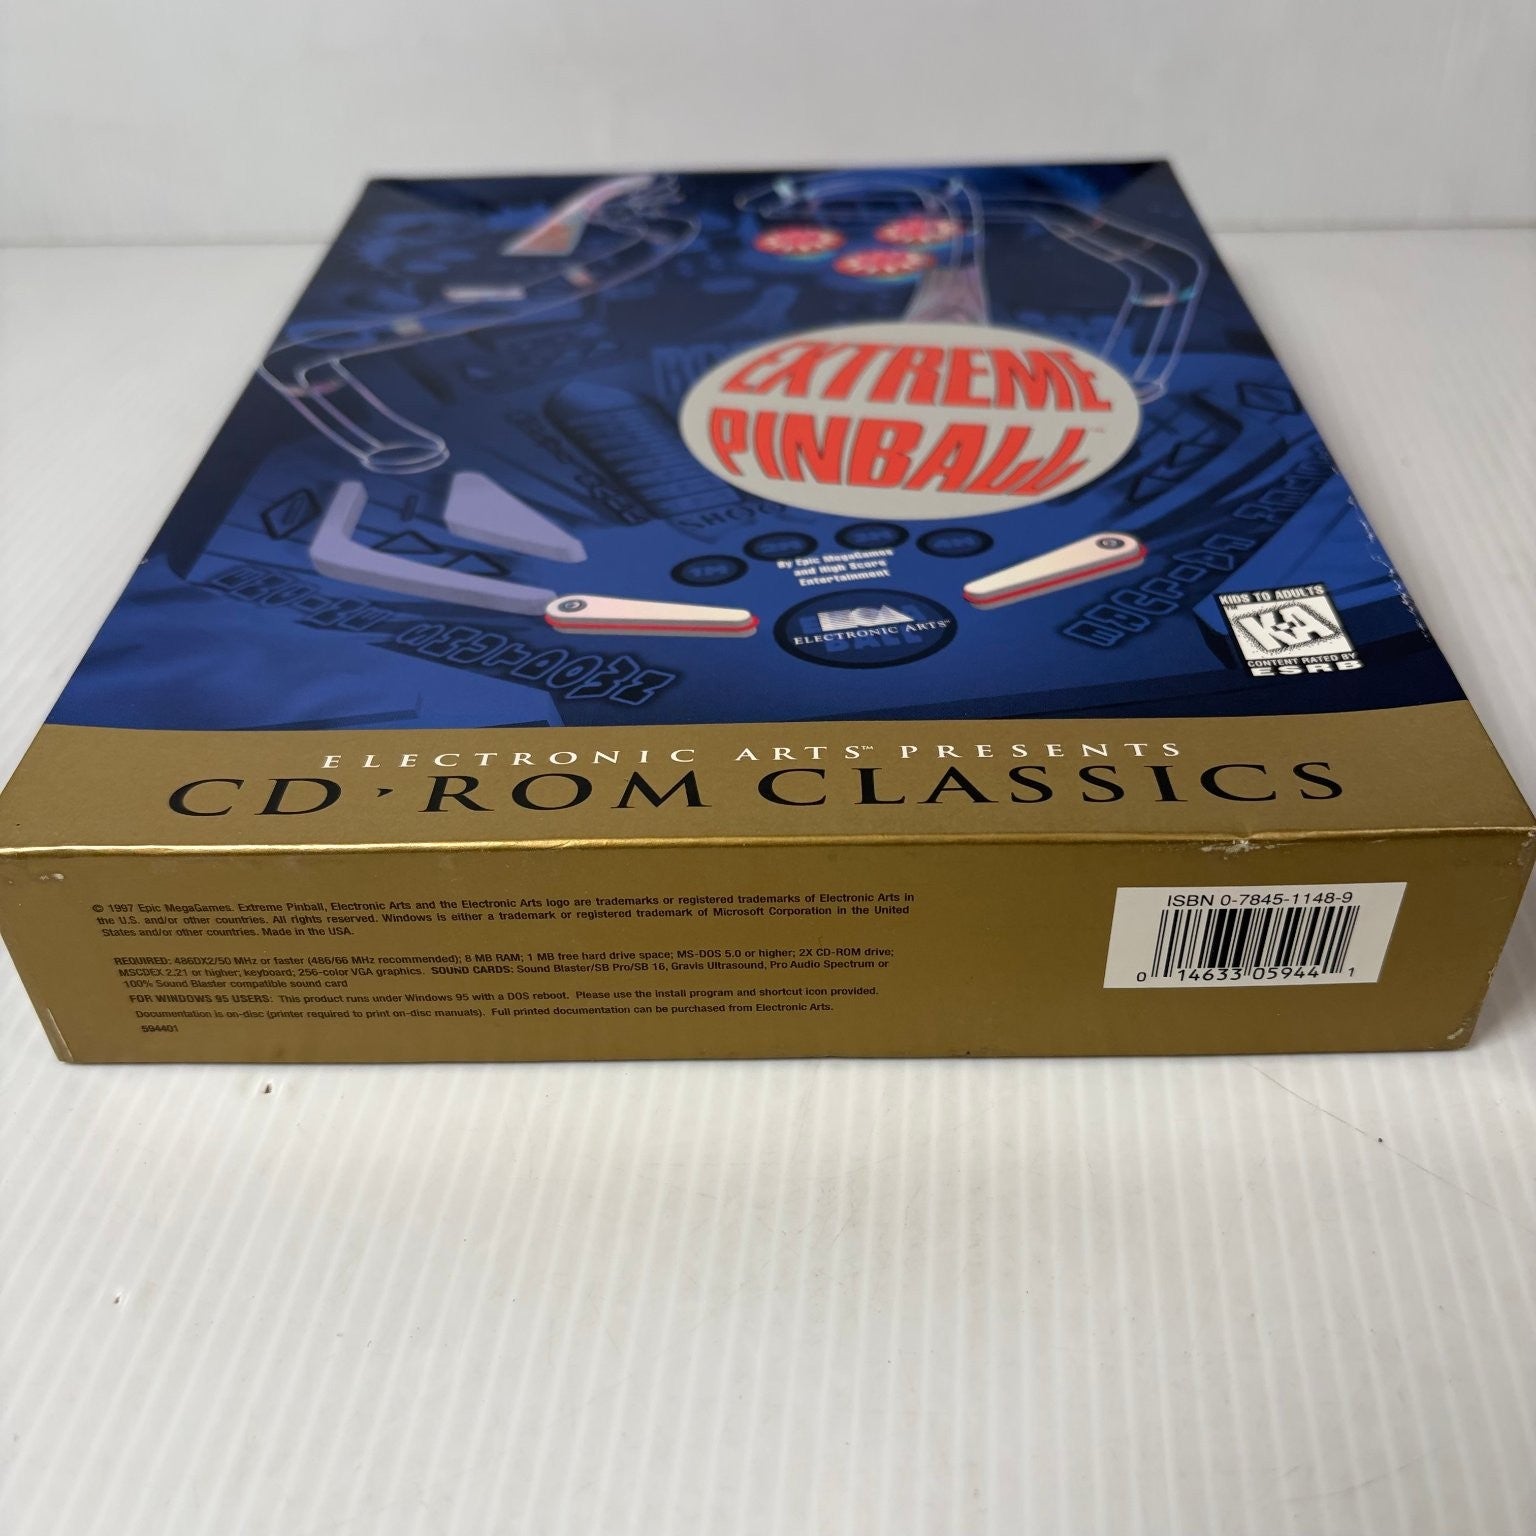 EXTREME
PINBALL™
By Epic MegaGames
and High Score
Entertainment
ELECTRONIC ARTS™
KIDS TO ADULTS
K-A
CONTENT RATED BY
ESRB
ELECTRONIC ARTS™ PRESENTS
CD·ROM CLASSICS
© 1997 Epic MegaGames. Extreme Pinball, Electronic Arts and the Electronic Arts logo are trademarks or registered trademarks of Electronic Arts in
the U.S. and/or other countries. All rights reserved. Windows is either a trademark or registered trademark of Microsoft Corporation in the United
States and/or other countries. Made in the USA.
REQUIRED: 486DX2/50 MHz or faster (486/66 MHz recommended); 8 MB RAM; 1 MB free hard drive space; MS-DOS 5.0 or higher; 2X CD-ROM drive;
MSCDEX 2.21 or higher; keyboard; 256-color VGA graphics. SOUND CARDS: Sound Blaster/SB Pro/SB 16, Gravis Ultrasound, Pro Audio Spectrum or
100% Sound Blaster compatible sound card
FOR WINDOWS 95 USERS: This product runs under Windows 95 with a DOS reboot. Please use the install program and shortcut icon provided.
Documentation is on-disc (printer required to print on-disc manuals). Full printed documentation can be purchased from Electronic Arts.
594401
ISBN 0-7845-1148-9
0 14633 05944 1